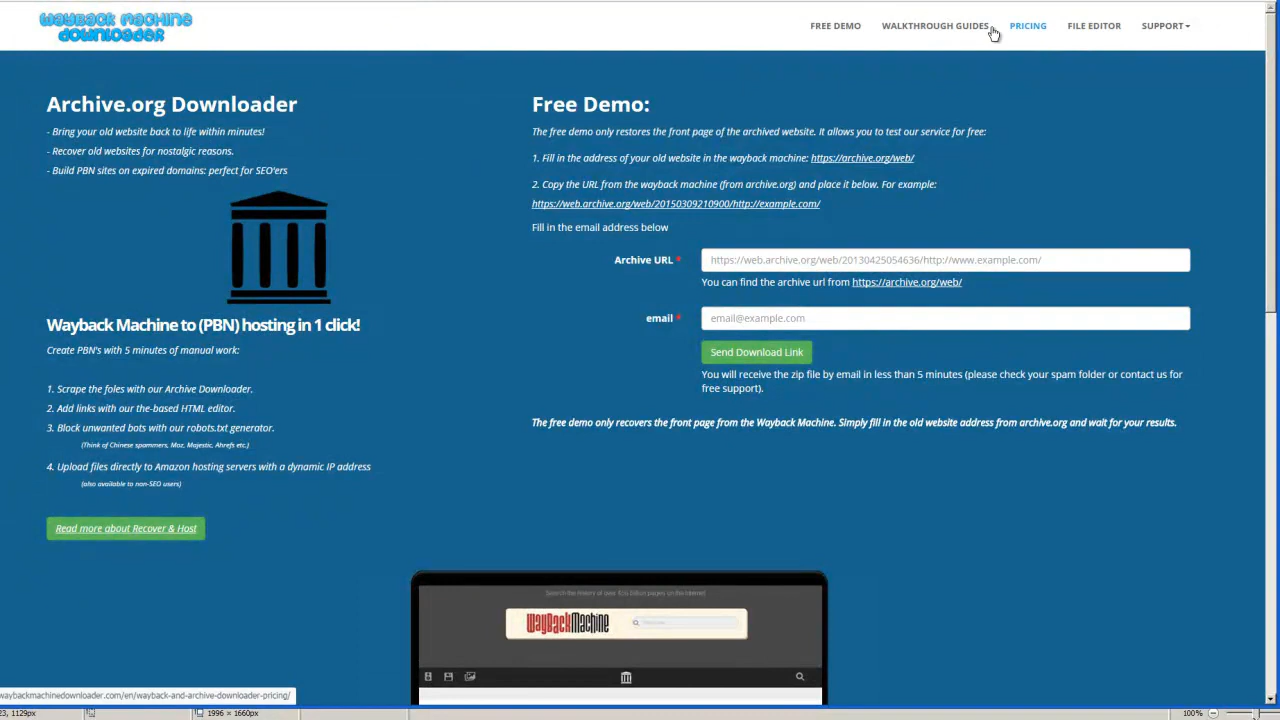 wayback machine
downloader
FREE DEMO
WALKTHROUGH GUIDES
PRICING
FILE EDITOR
SUPPORT
Archive.org Downloader
- Bring your old website back to life within minutes!
- Recover old websites for nostalgic reasons.
- Build PBN sites on expired domains: perfect for SEO'ers
Wayback Machine to (PBN) hosting in 1 click!
Create PBN's with 5 minutes of manual work:
1. Scrape the foles with our Archive Downloader.
2. Add links with our the-based HTML editor.
3. Block unwanted bots with our robots.txt generator.
(Think of Chinese spammers, Moz, Majestic, Ahrefs etc.)
4. Upload files directly to Amazon hosting servers with a dynamic IP address
(also available to non-SEO users)
Read more about Recover & Host
Free Demo:
The free demo only restores the front page of the archived website. It allows you to test our service for free:
1. Fill in the address of your old website in the wayback machine: https://archive.org/web/
2. Copy the URL from the wayback machine (from archive.org) and place it below. For example:
https://web.archive.org/web/20150309210900/http://example.com/
Fill in the email address below
Archive URL *
https://web.archive.org/web/20130425054636/http://www.example.com/
You can find the archive url from https://archive.org/web/
email *
email@example.com
Send Download Link
You will receive the zip file by email in less than 5 minutes (please check your spam folder or contact us for
free support).
The free demo only recovers the front page from the Wayback Machine. Simply fill in the old website address from archive.org and wait for your results.
Search the history of over pages on the Internet
WayBackMachine
waybackmachinedownloader.com/en/wayback-and-archive-downloader-pricing/
23, 1129px
1996 × 1660px
100%